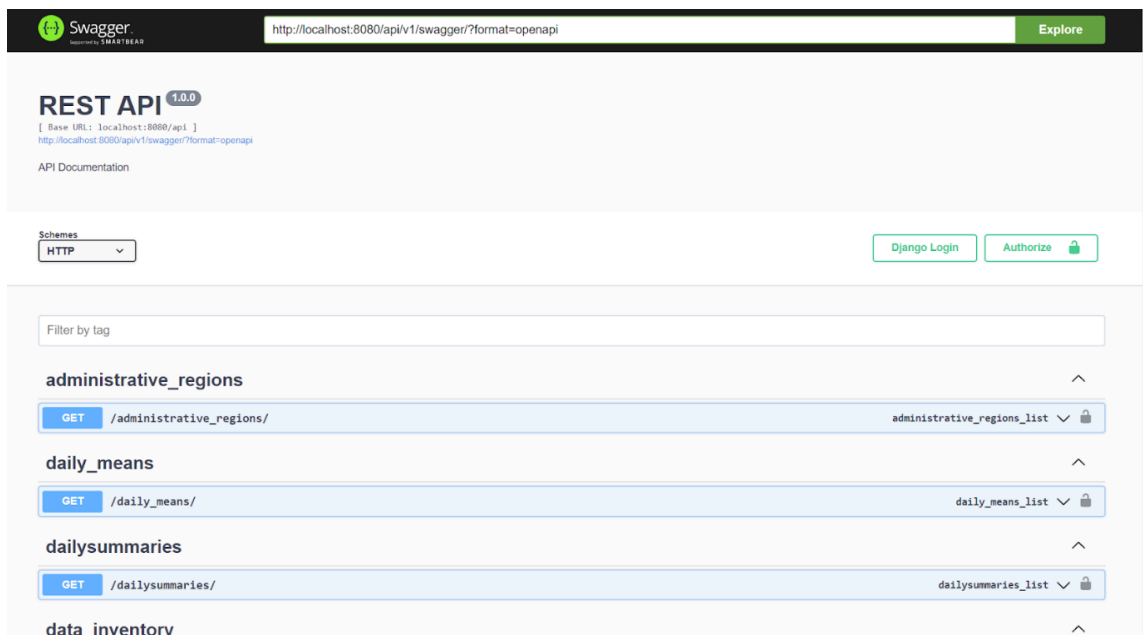 {··} Swagger.
Supported by SMARTBEAR
http://localhost:8080/api/v1/swagger/?format=openapi
Explore
REST API 1.0.0
[ Base URL: localhost:8080/api ]
http://localhost:8080/api/v1/swagger/?format=openapi
API Documentation
Schemes
HTTP
Django Login
Authorize
Filter by tag
administrative_regions
GET /administrative_regions/ administrative_regions_list
daily_means
GET /daily_means/ daily_means_list
dailysummaries
GET /dailysummaries/ dailysummaries_list
data_inventory